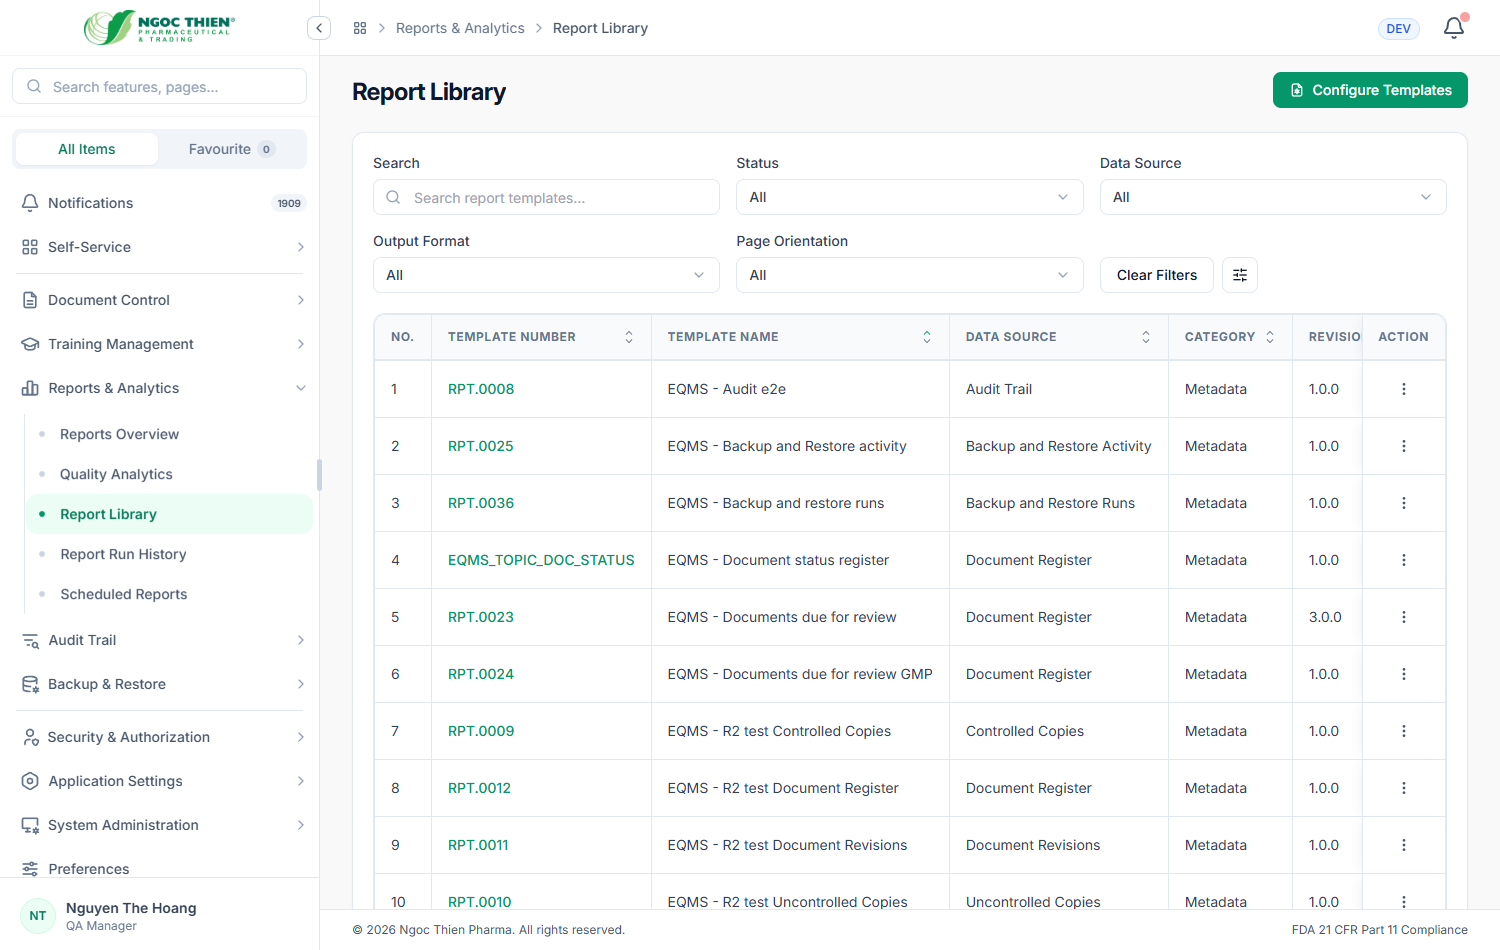 NGOC THIEN®
PHARMACEUTICAL
& TRADING
Search features, pages...
All Items
Favourite 0
Notifications 1909
Self-Service
Document Control
Training Management
Reports & Analytics
Reports Overview
Quality Analytics
Report Library
Report Run History
Scheduled Reports
Audit Trail
Backup & Restore
Security & Authorization
Application Settings
System Administration
Preferences
NT
Nguyen The Hoang
QA Manager
Reports & Analytics Report Library
DEV
Report Library
Configure Templates
Search Status Data Source
Search report templates... All All
Output Format Page Orientation
All All Clear Filters
NO. TEMPLATE NUMBER TEMPLATE NAME DATA SOURCE CATEGORY REVISIO ACTION
1 RPT.0008 EQMS - Audit e2e Audit Trail Metadata 1.0.0
2 RPT.0025 EQMS - Backup and Restore activity Backup and Restore Activity Metadata 1.0.0
3 RPT.0036 EQMS - Backup and restore runs Backup and Restore Runs Metadata 1.0.0
4 EQMS_TOPIC_DOC_STATUS EQMS - Document status register Document Register Metadata 1.0.0
5 RPT.0023 EQMS - Documents due for review Document Register Metadata 3.0.0
6 RPT.0024 EQMS - Documents due for review GMP Document Register Metadata 1.0.0
7 RPT.0009 EQMS - R2 test Controlled Copies Controlled Copies Metadata 1.0.0
8 RPT.0012 EQMS - R2 test Document Register Document Register Metadata 1.0.0
9 RPT.0011 EQMS - R2 test Document Revisions Document Revisions Metadata 1.0.0
10 RPT.0010 EQMS - R2 test Uncontrolled Copies Uncontrolled Copies Metadata 1.0.0
© 2026 Ngoc Thien Pharma. All rights reserved. FDA 21 CFR Part 11 Compliance